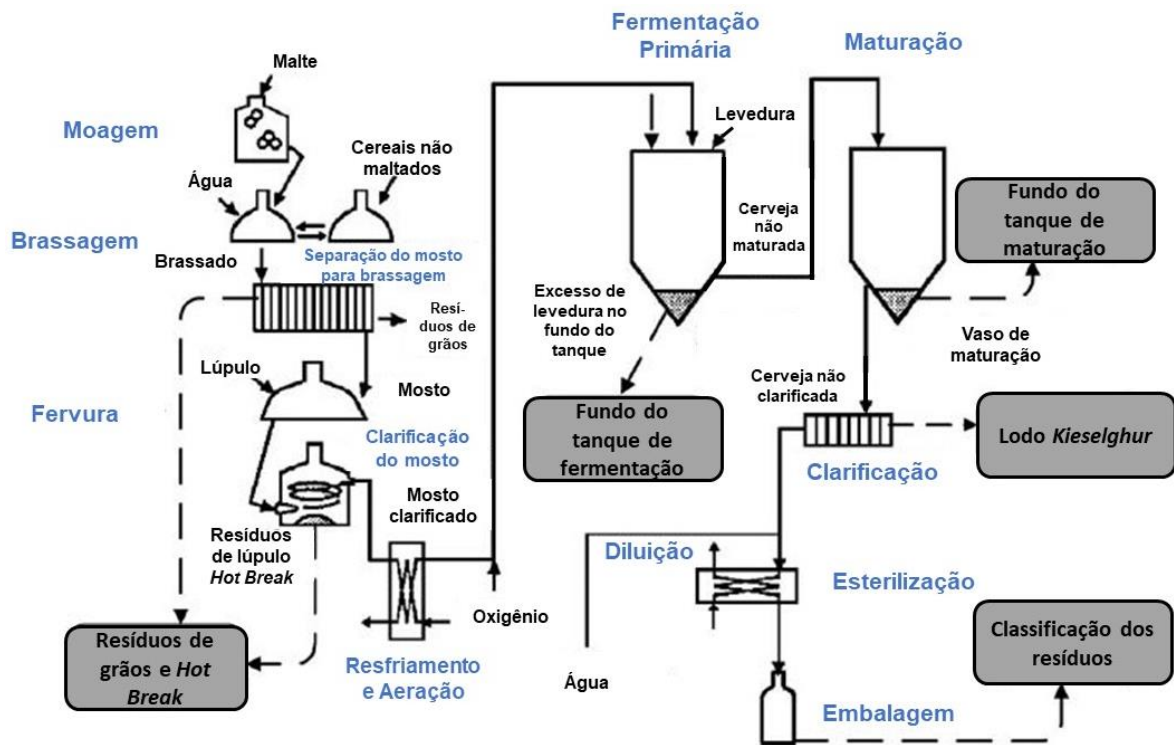 Fermentação
Primária
Maturação
Malte
Moagem
Levedura
Cereais não
maltados
Água
Fundo do
tanque de
maturação
Cerveja
não
maturada
Brassagem
Separação do mosto
para brassagem
Brassado
Resí-
duos de
grãos
Excesso de
levedura no
fundo do
tanque
Vaso de
maturação
Lúpulo
Mosto
Cerveja não
clarificada
Fervura
Fundo do
tanque de
fermentação
Lodo Kieselghur
Clarificação
do mosto
Clarificação
Mosto
clarificado
Resíduos
de lúpulo
Hot Break
Diluição
Esterilização
Oxigênio
Classificação dos
resíduos
Resíduos de
grãos e Hot
Break
Resfriamento
e Aeração
Água
Embalagem